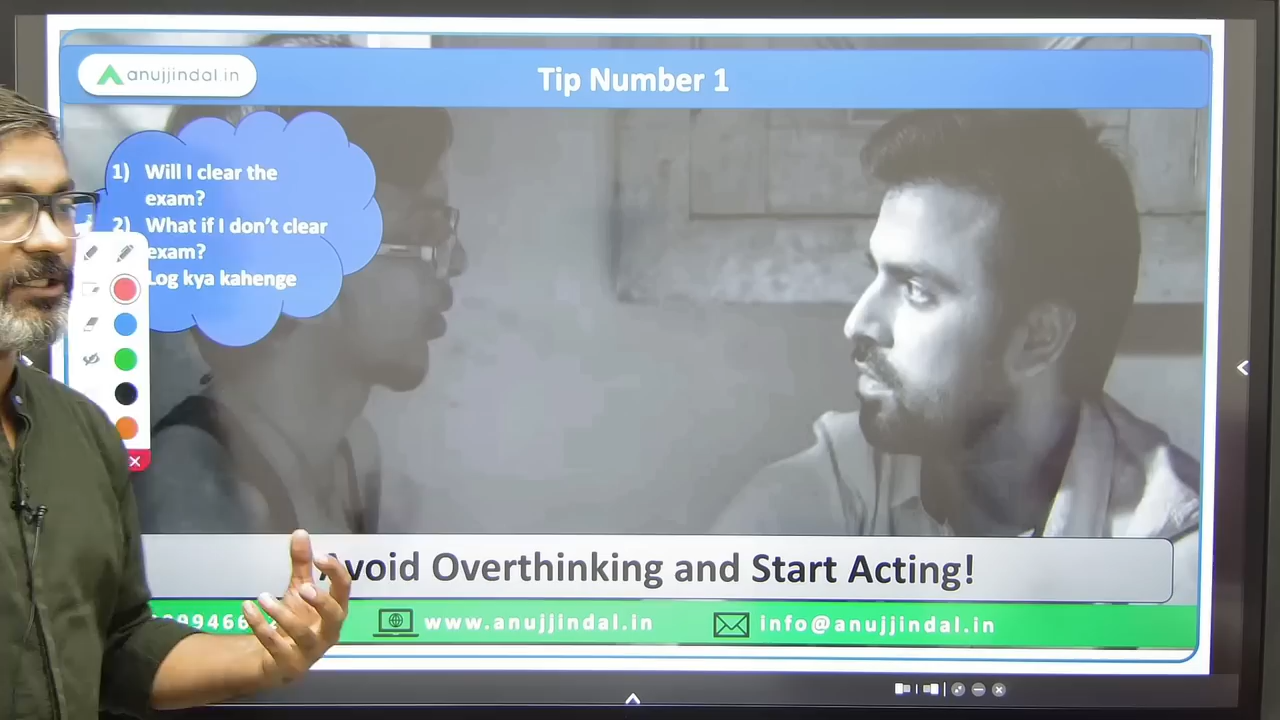 anujjindal.in
Tip Number 1
1) Will I clear the
exam?
2) What if I don't clear
exam?
Log kya kahenge
Avoid Overthinking and Start Acting!
www.anujjindal.in
info@anujjindal.in